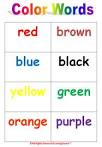 Color Words
red brown
blue black
yellow green
orange purple